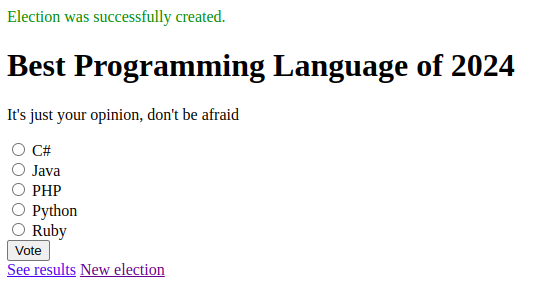 Election was successfully created.
Best Programming Language of 2024
It's just your opinion, don't be afraid
C#
Java
PHP
Python
Ruby
Vote
See results New election